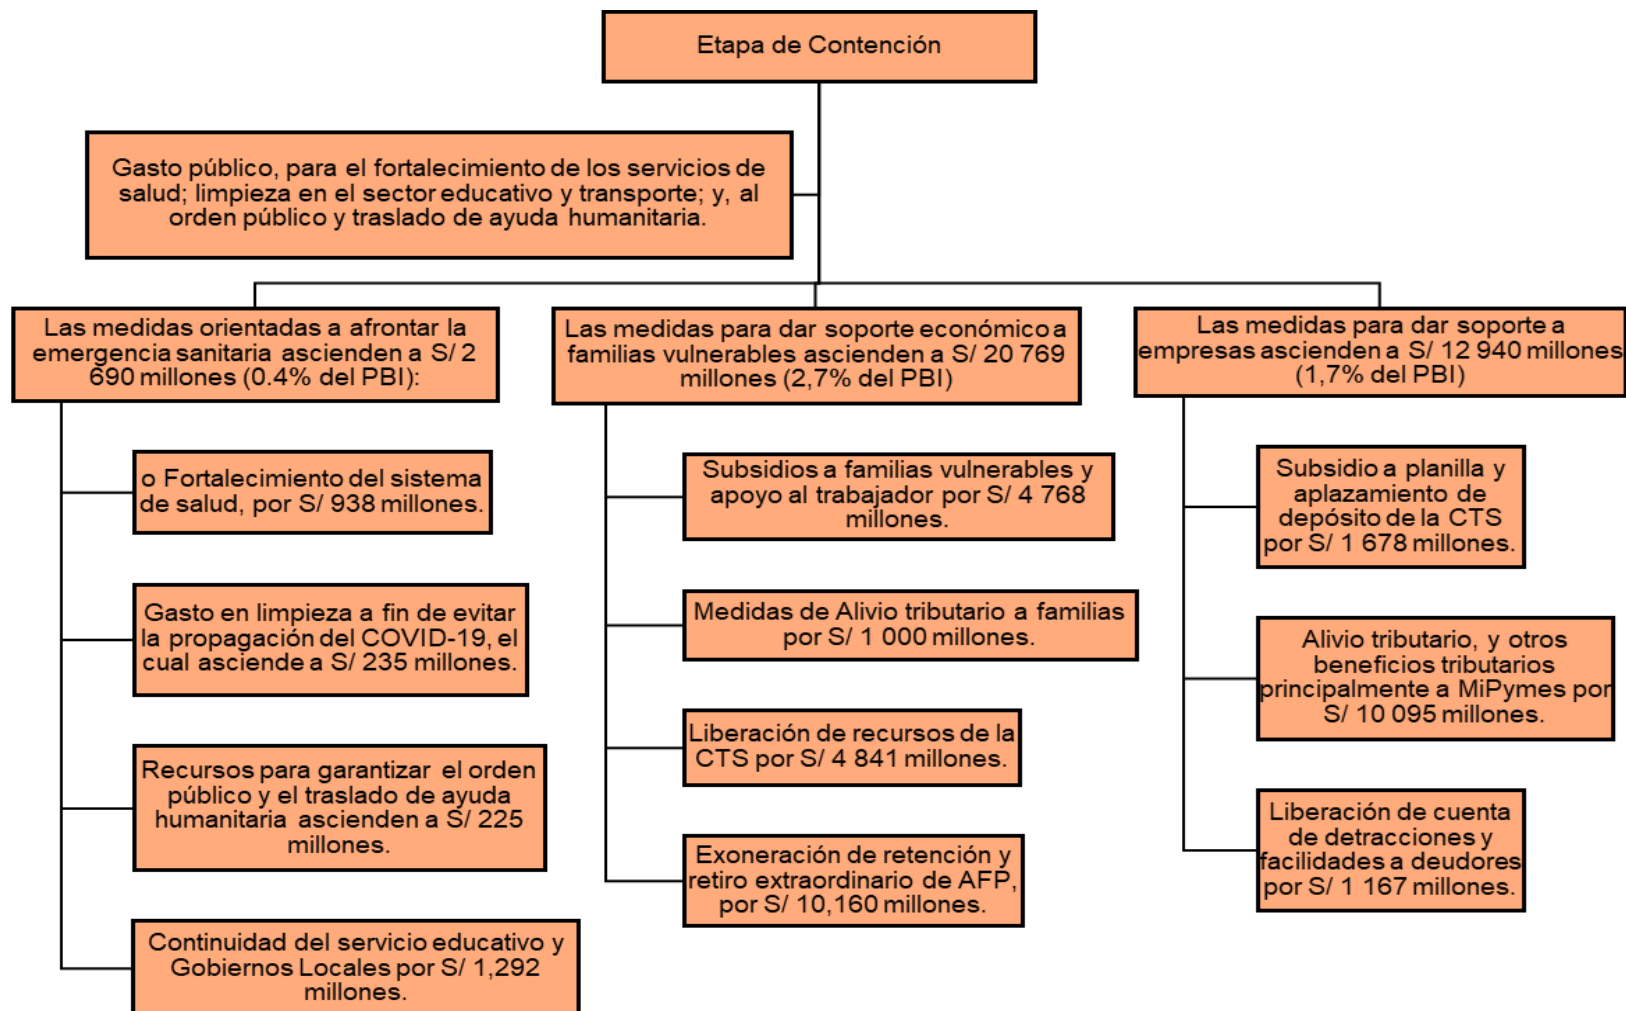 Etapa de Contención
Gasto público, para el fortalecimiento de los servicios de
salud; limpieza en el sector educativo y transporte; y, al
orden público y traslado de ayuda humanitaria.
Las medidas orientadas a afrontar la
emergencia sanitaria ascienden a S/ 2
690 millones (0.4% del PBI):
o Fortalecimiento del sistema
de salud, por S/ 938 millones.
Gasto en limpieza a fin de evitar
la propagación del COVID-19, el
cual asciende a S/ 235 millones.
Recursos para garantizar el orden
público y el traslado de ayuda
humanitaria ascienden a S/ 225
millones.
Continuidad del servicio educativo y
Gobiernos Locales por S/ 1,292
millones.
Las medidas para dar soporte económico a
familias vulnerables ascienden a S/ 20 769
millones (2,7% del PBI)
Subsidios a familias vulnerables y
apoyo al trabajador por S/ 4 768
millones.
Medidas de Alivio tributario a familias
por S/ 1 000 millones.
Liberación de recursos de la
CTS por S/ 4 841 millones.
Exoneración de retención y
retiro extraordinario de AFP,
por S/ 10,160 millones.
Las medidas para dar soporte a
empresas ascienden a S/ 12 940 millones
(1,7% del PBI)
Subsidio a planilla y
aplazamiento de
depósito de la CTS
por S/ 1 678 millones.
Alivio tributario, y otros
beneficios tributarios
principalmente a MiPymes por
S/ 10 095 millones.
Liberación de cuenta
de detracciones y
facilidades a deudores
por S/ 1 167 millones.